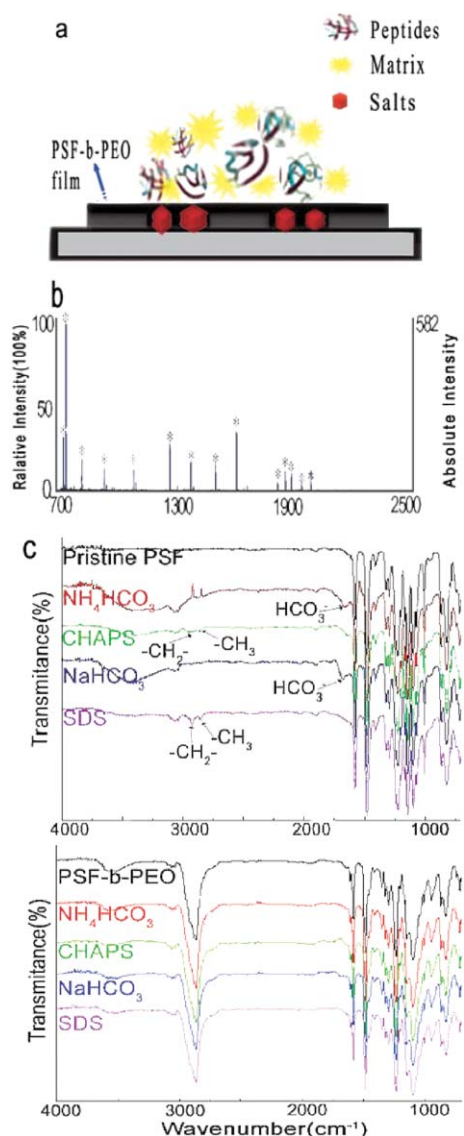 a
Peptides
Matrix
Salts
PSF-b-PEO
film
b
Ralative Intensity(100%)
100
50
0
582
Absolute Intensity
700
1300
1900
2500
c
Pristine PSF
NH₄HCO₃
HCO₃⁻
CHAPS
-CH₂-
-CH₃
NaHCO₃
HCO₃⁻
SDS
-CH₃
-CH₂-
Transmitance(%)
4000
3000
2000
1000
PSF-b-PEO
NH₄HCO₃
CHAPS
NaHCO₃
SDS
Transmitance(%)
4000
3000
2000
1000
Wavenumber(cm⁻¹)